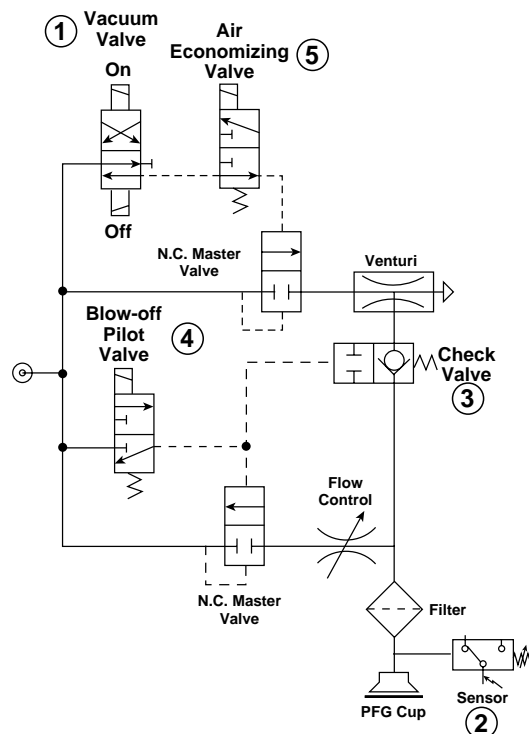 1
Vacuum
Valve
Air
Economizing
Valve
5
On
Off
N.C. Master
Valve
Venturi
Blow-off
Pilot
Valve
4
Check
Valve
3
Flow
Control
N.C. Master
Valve
Filter
PFG Cup
Sensor
2